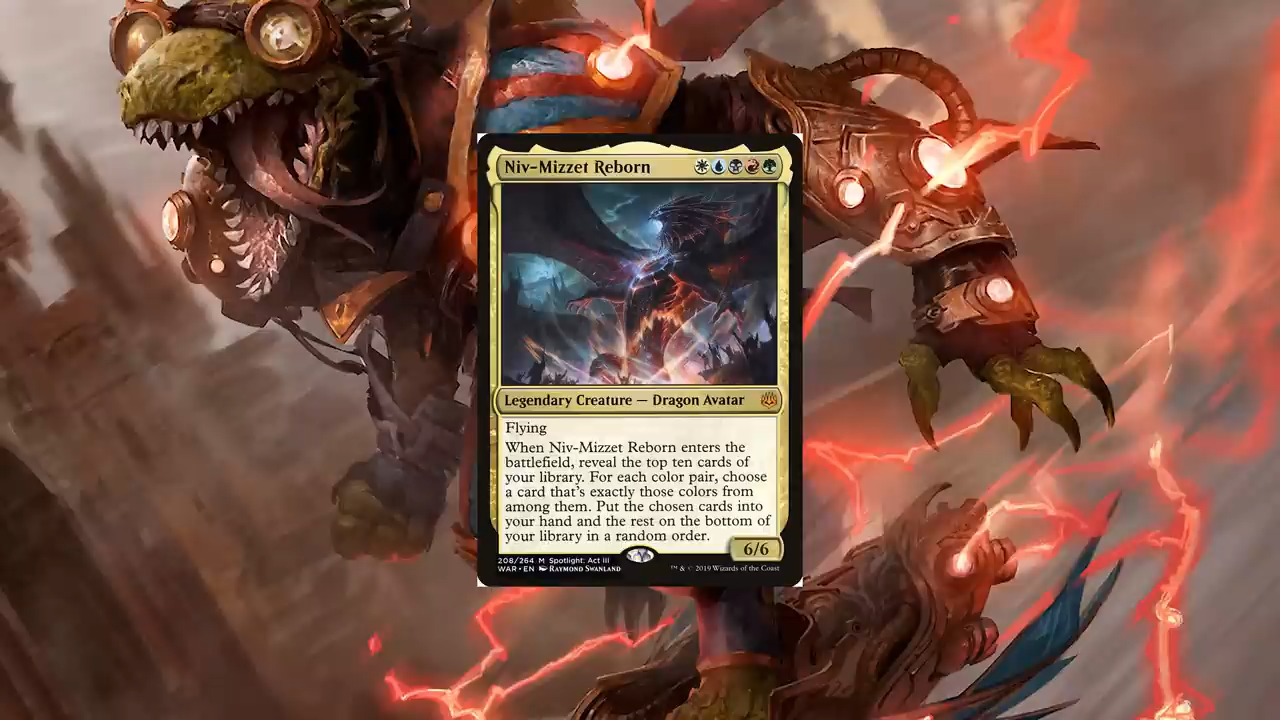 Niv-Mizzet Reborn
Legendary Creature — Dragon Avatar
Flying
When Niv-Mizzet Reborn enters the
battlefield, reveal the top ten cards of
your library. For each color pair, choose
a card that's exactly those colors from
among them. Put the chosen cards into
your hand and the rest on the bottom of
your library in a random order.
6/6
208/264 M Spotlight: Act III
WAR • EN Raymond Swanland
™ & © 2019 Wizards of the Coast